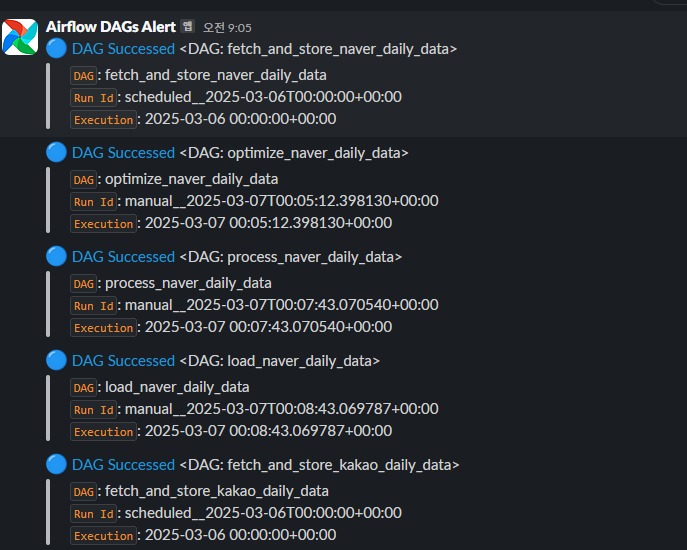 Airflow DAGs Alert 앱 오전 9:05
DAG Successed <DAG: fetch_and_store_naver_daily_data>
DAG: fetch_and_store_naver_daily_data
Run Id: scheduled__2025-03-06T00:00:00+00:00
Execution: 2025-03-06 00:00:00+00:00
DAG Successed <DAG: optimize_naver_daily_data>
DAG: optimize_naver_daily_data
Run Id: manual__2025-03-07T00:05:12.398130+00:00
Execution: 2025-03-07 00:05:12.398130+00:00
DAG Successed <DAG: process_naver_daily_data>
DAG: process_naver_daily_data
Run Id: manual__2025-03-07T00:07:43.070540+00:00
Execution: 2025-03-07 00:07:43.070540+00:00
DAG Successed <DAG: load_naver_daily_data>
DAG: load_naver_daily_data
Run Id: manual__2025-03-07T00:08:43.069787+00:00
Execution: 2025-03-07 00:08:43.069787+00:00
DAG Successed <DAG: fetch_and_store_kakao_daily_data>
DAG: fetch_and_store_kakao_daily_data
Run Id: scheduled__2025-03-06T00:00:00+00:00
Execution: 2025-03-06 00:00:00+00:00